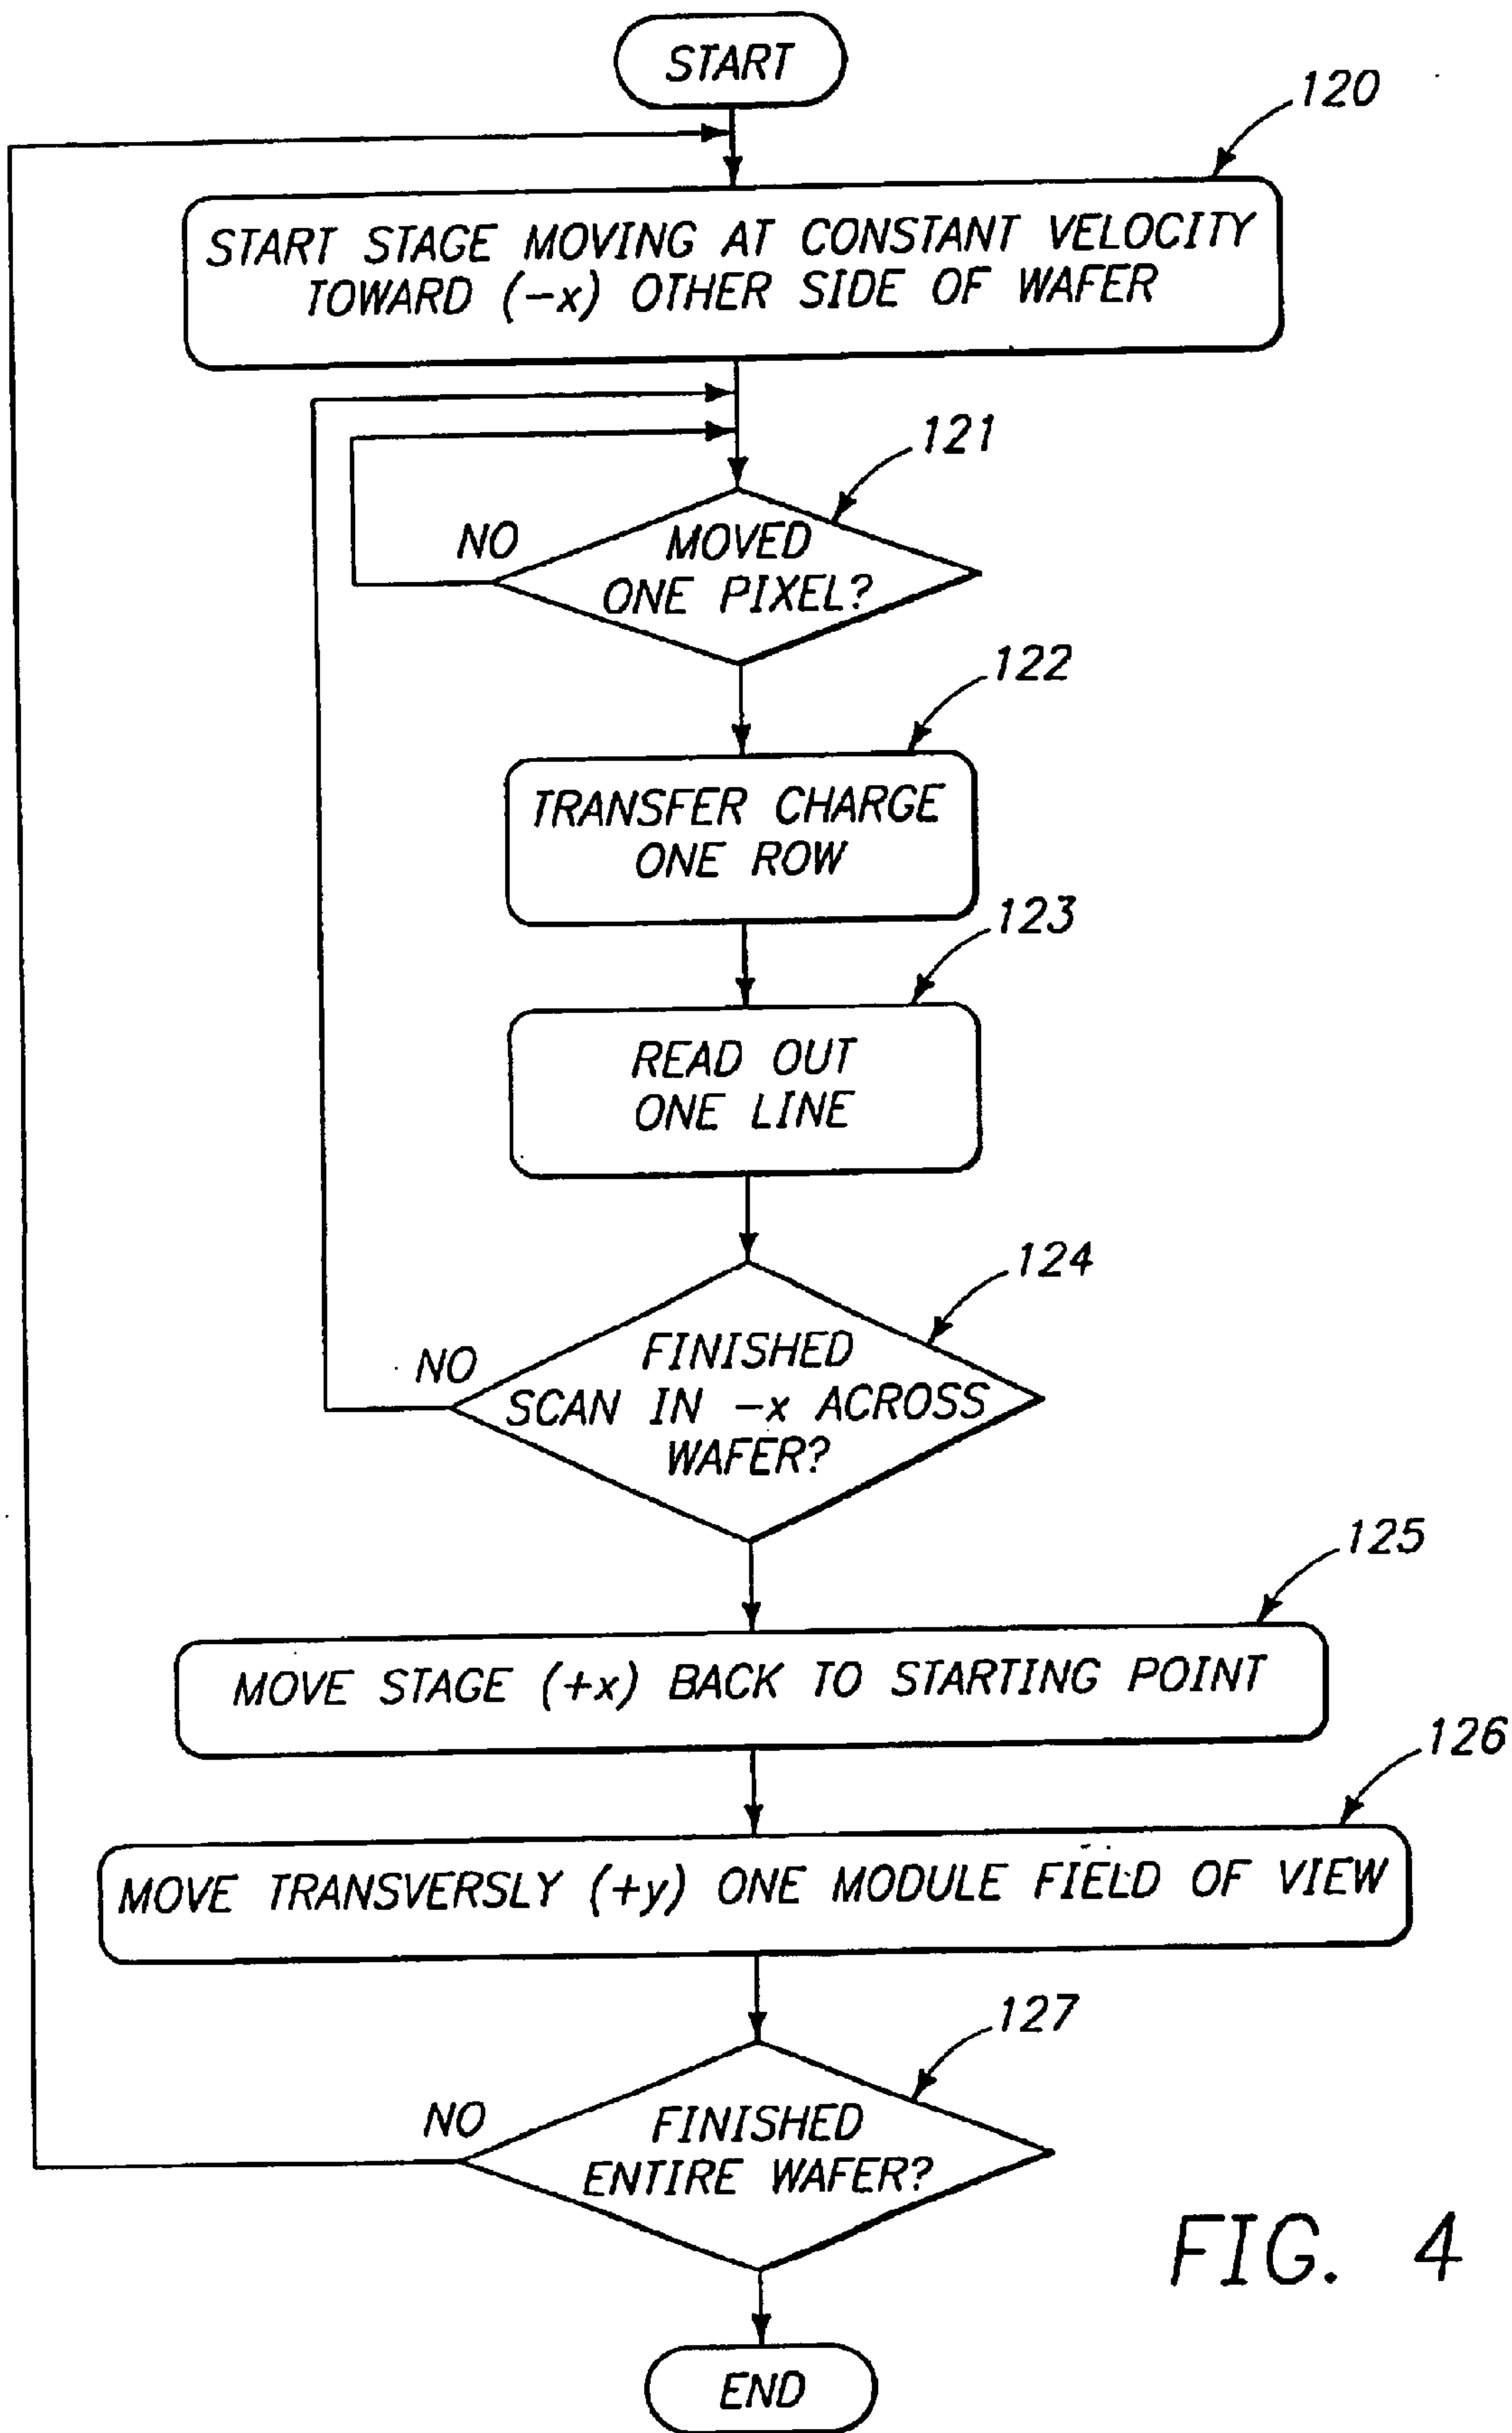 START
120
START STAGE MOVING AT CONSTANT VELOCITY
TOWARD (-x) OTHER SIDE OF WAFER
121
NO
MOVED
ONE PIXEL?
122
TRANSFER CHARGE
ONE ROW
123
READ OUT
ONE LINE
124
NO
FINISHED
SCAN IN -x ACROSS
WAFER?
125
MOVE STAGE (+x) BACK TO STARTING POINT
126
MOVE TRANSVERSLY (+y) ONE MODULE FIELD OF VIEW
127
NO
FINISHED
ENTIRE WAFER?
FIG. 4
END